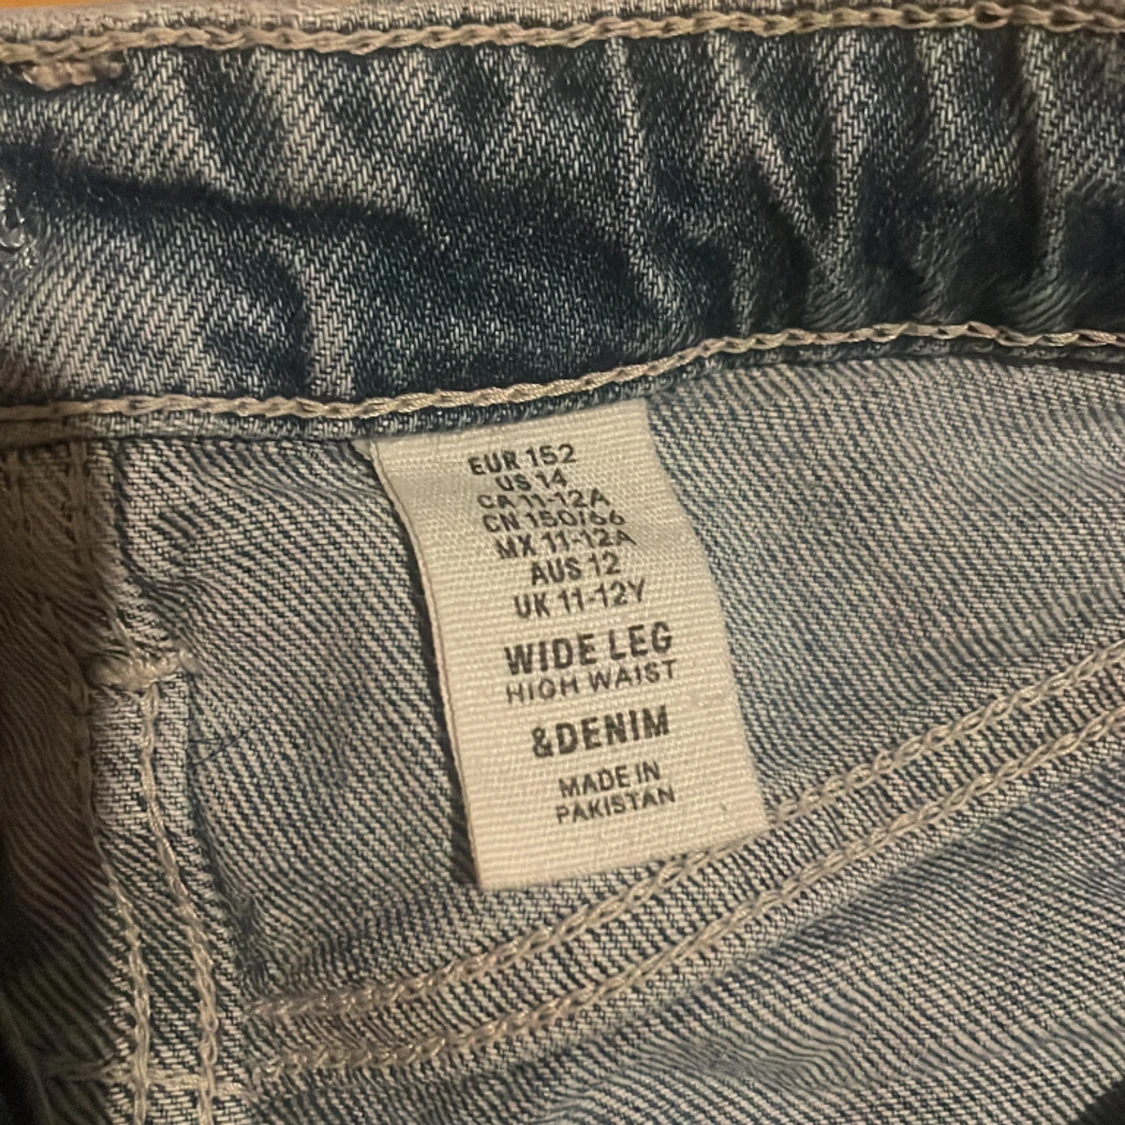 EUR 152
US 14
CA 11-12A
CN 150/66
MX 11-12A
AUS 12
UK 11-12Y
WIDE LEG
HIGH WAIST
&DENIM
MADE IN
PAKISTAN